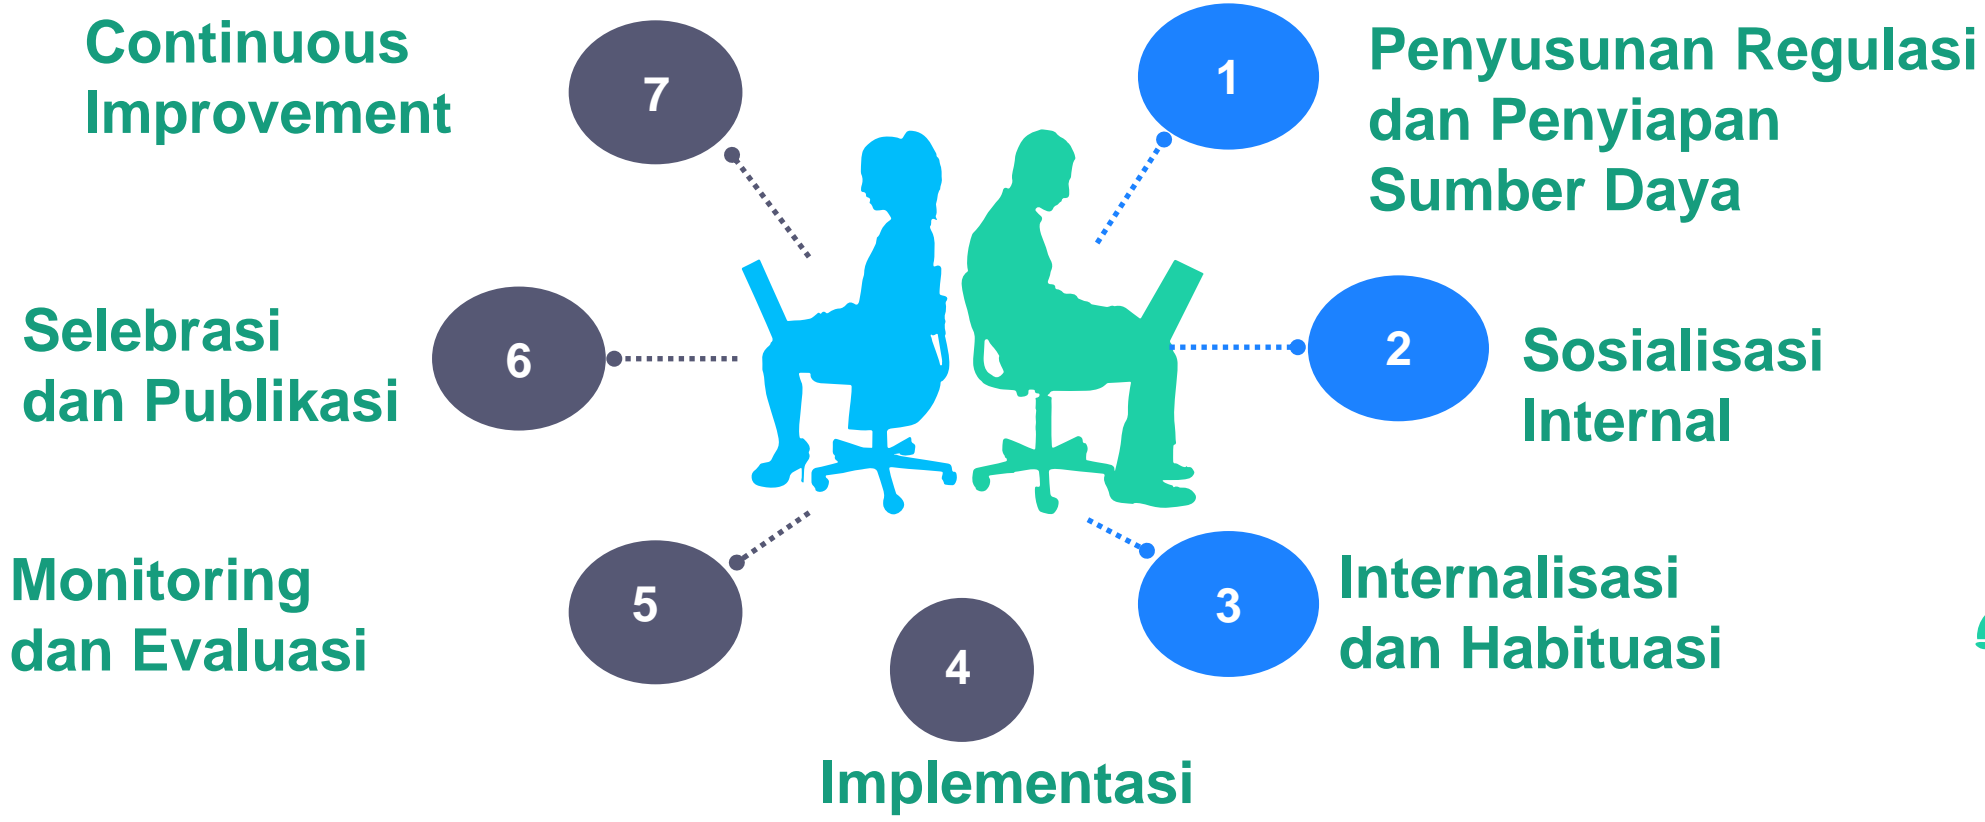 1
Penyusunan Regulasi
dan Penyiapan
Sumber Daya
2
Sosialisasi
Internal
3
Internalisasi
dan Habituasi
4
Implementasi
5
Monitoring
dan Evaluasi
6
Selebrasi
dan Publikasi
7
Continuous
Improvement